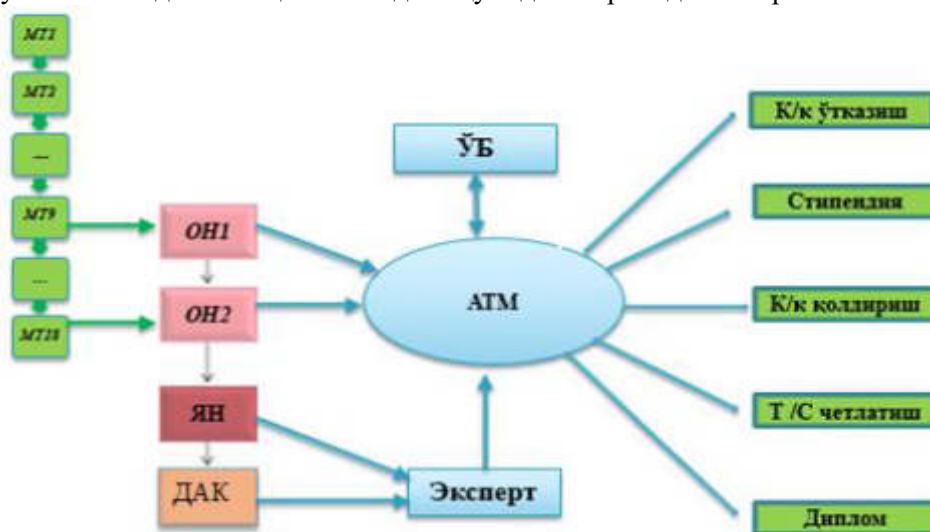 МТ1
МТ2
...
МТ9
...
МТ18
ОН1
ОН2
ЯН
ДАК
ЎБ
АТМ
Эксперт
К/к ўтказиш
Стипендия
К/к қолдириш
Т /С четлатиш
Диплом